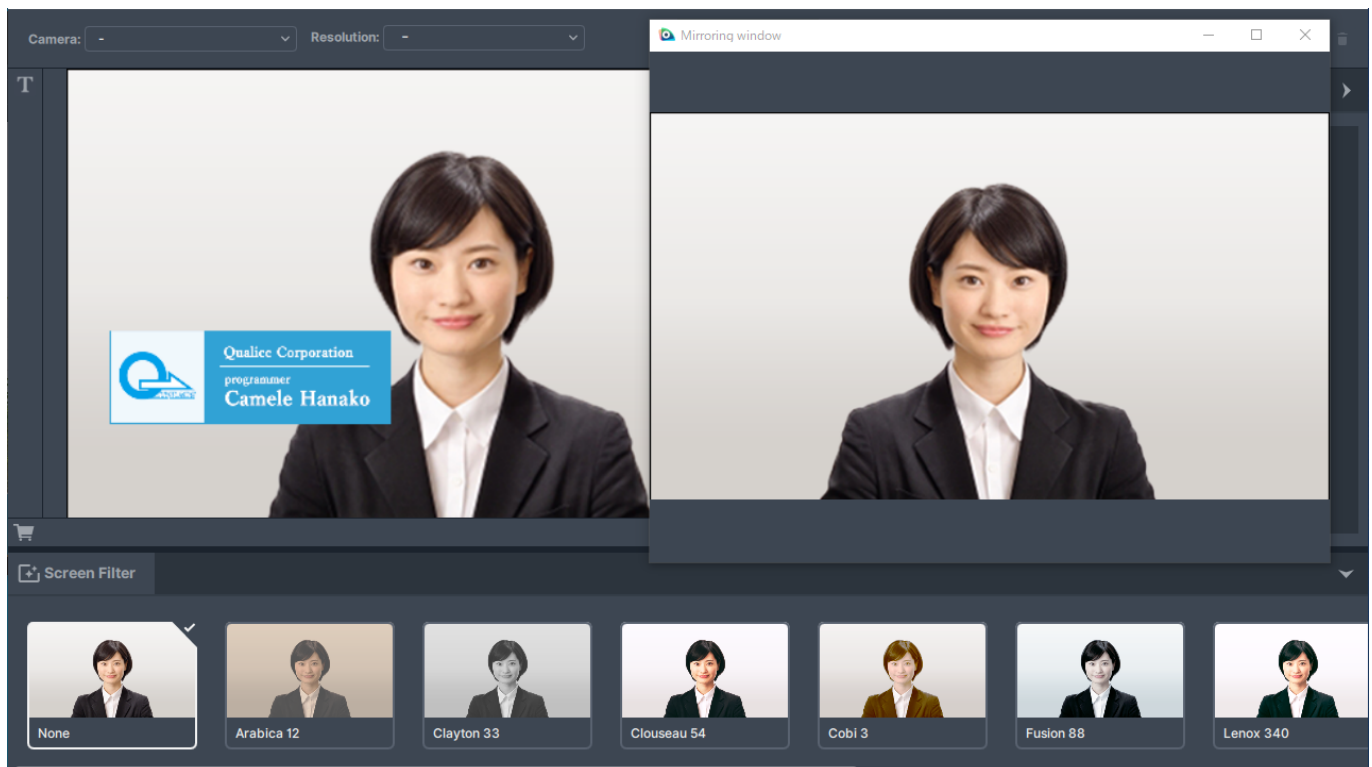 Camera: -
Resolution: -
Mirroring window
T
Qualicc Corporation
programmer
Camele Hanako
Screen Filter
None
Arabica 12
Clayton 33
Clouseau 54
Cobi 3
Fusion 88
Lenox 340